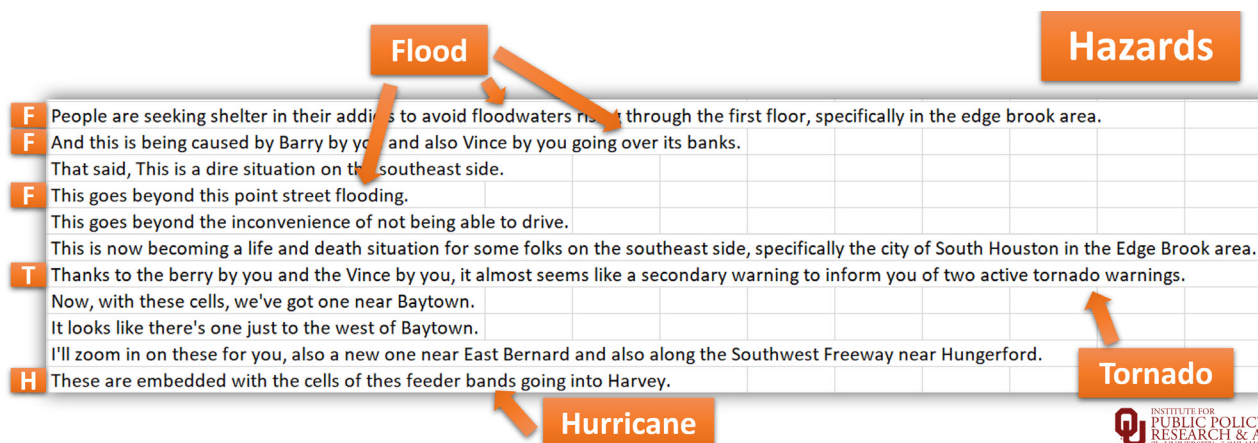 Flood
Hazards
F People are seeking shelter in their addi to avoid floodwaters through the first floor, specifically in the edge brook area.
F And this is being caused by Barry by and also Vince by you going over its banks.
That said, This is a dire situation on southeast side.
F This goes beyond this point street flooding.
This goes beyond the inconvenience of not being able to drive.
This is now becoming a life and death situation for some folks on the southeast side, specifically the city of South Houston in the Edge Brook area.
T Thanks to the berry by you and the Vince by you, it almost seems like a secondary warning to inform you of two active tornado warnings.
Now, with these cells, we've got one near Baytown.
It looks like there's one just to the west of Baytown.
I'll zoom in on these for you, also a new one near East Bernard and also along the Southwest Freeway near Hungerford.
H These are embedded with the cells of thes feeder bands going into Harvey.
Tornado
Hurricane
INSTITUTE FOR
PUBLIC POLIC
RESEARCH & A